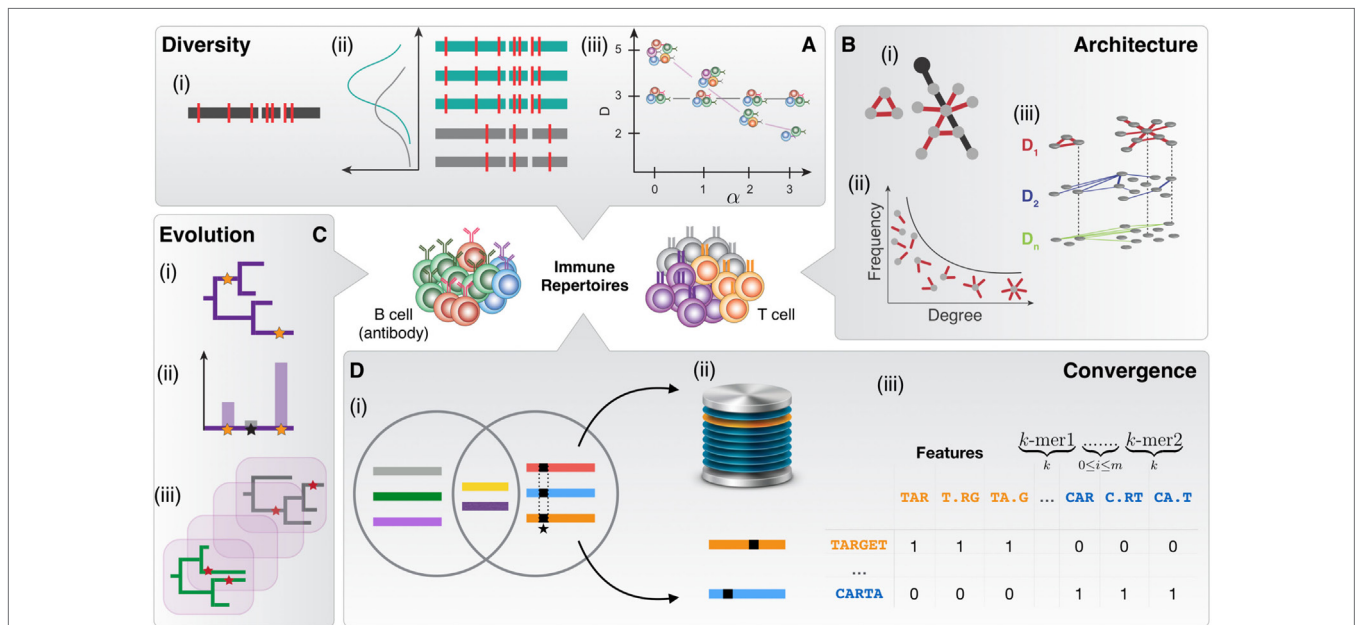 Diversity
(i)
(ii)
(iii)
A
D
5
3
2
0
1
2
3
α
B
Architecture
(i)
(ii)
Frequency
Degree
(iii)
D1
D2
Dn
Evolution
C
(i)
(ii)
(iii)
B cell
(antibody)
Immune
Repertoires
T cell
D
Convergence
(i)
(ii)
(iii)
Features
k-mer1 ....... k-mer2
k 0≤i≤m k
TAR T.RG TA.G ... CAR C.RT CA.T
TARGET 1 1 1 0 0 0
...
CARTA 0 0 0 1 1 1